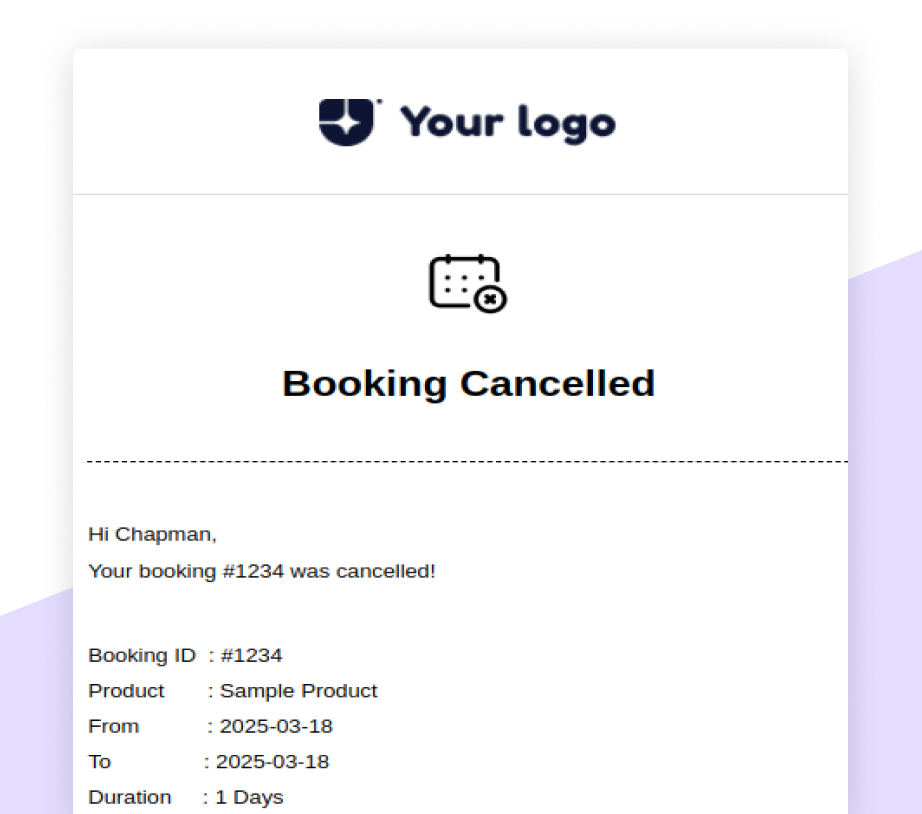 Your logo
Booking Cancelled
Hi Chapman,
Your booking #1234 was cancelled!
Booking ID : #1234
Product : Sample Product
From : 2025-03-18
To : 2025-03-18
Duration : 1 Days